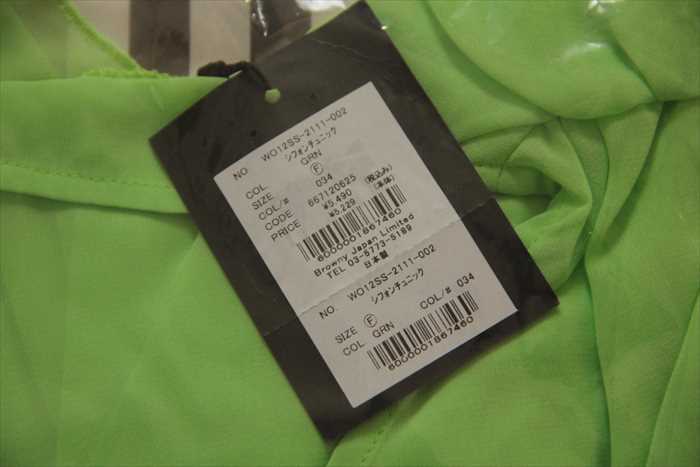 NO. WO12SS-2111-002
シフォンチュニック
COL. GRN
SIZE Ⓕ
COL/# 034
CODE 667120625
PRICE ¥5,490 (税込み)
¥5,229 (本体)
6000001867460
Browny Japan Limited
TEL 03-5773-5189
日本製
NO. WO12SS-2111-002
シフォンチュニック
SIZE Ⓕ COL/# 034
COL GRN
6000001867460